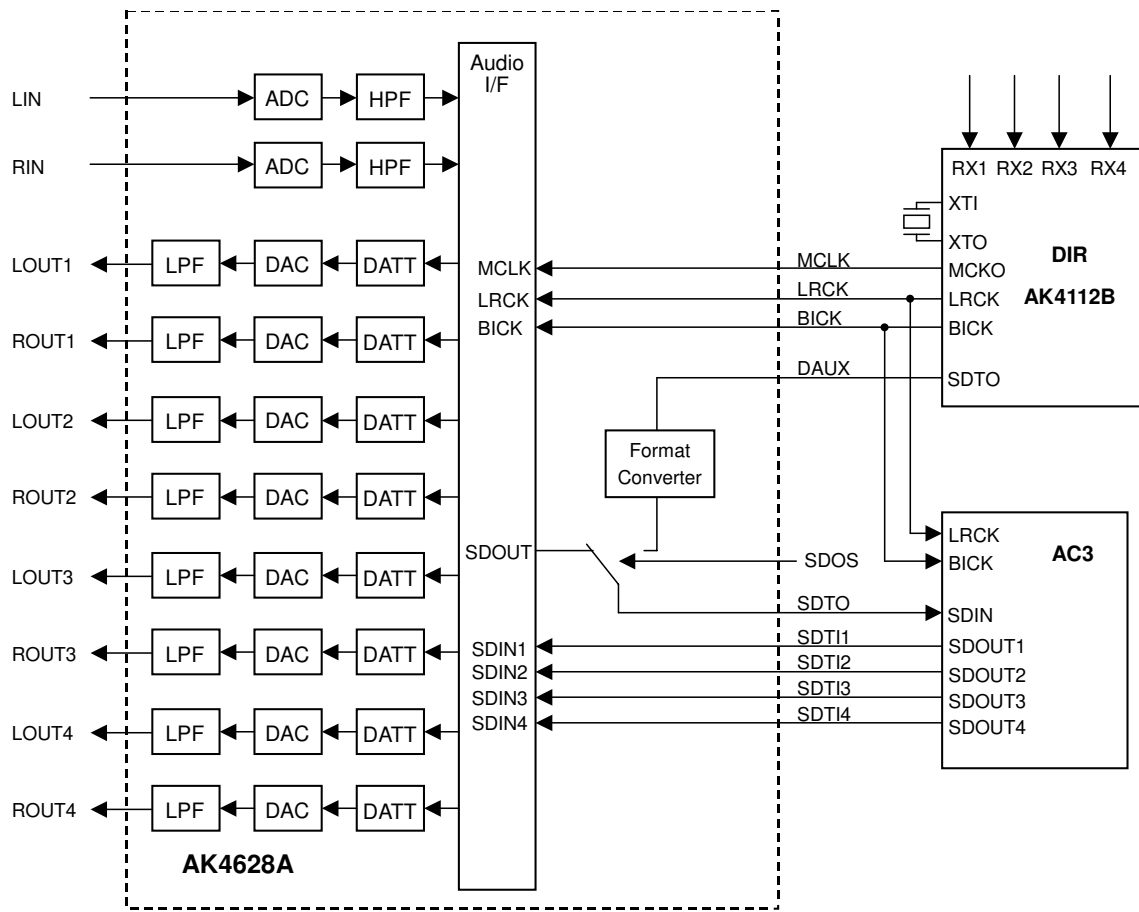 Audio
I/F
LIN
ADC
HPF
RIN
ADC
HPF
RX1 RX2 RX3 RX4
XTI
XTO
DIR
AK4112B
MCKO
LRCK
BICK
SDTO
MCLK
LRCK
BICK
DAUX
MCLK
LRCK
BICK
LOUT1
LPF
DAC
DATT
ROUT1
LPF
DAC
DATT
LOUT2
LPF
DAC
DATT
ROUT2
LPF
DAC
DATT
LOUT3
LPF
DAC
DATT
ROUT3
LPF
DAC
DATT
LOUT4
LPF
DAC
DATT
ROUT4
LPF
DAC
DATT
Format
Converter
SDOUT
SDOS
SDTO
SDIN1
SDIN2
SDIN3
SDIN4
SDTI1
SDTI2
SDTI3
SDTI4
LRCK
BICK
AC3
SDIN
SDOUT1
SDOUT2
SDOUT3
SDOUT4
AK4628A